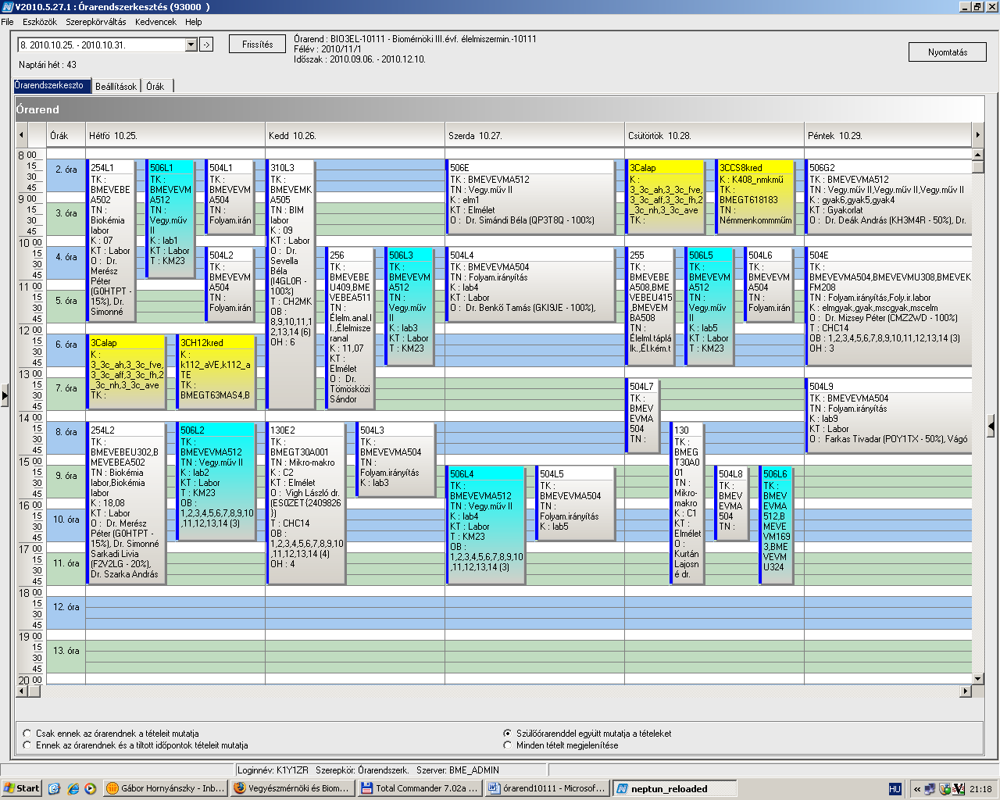 V2010.5.27.1 : Órarendszerkesztés (93000 )
File Eszközök Szerepkörváltás Kedvencek Help
8. 2010.10.25. - 2010.10.31.
->
Frissítés
Naptári hét : 43
Órarend : BIO3EL-10111 - Biomérnöki III.évf. élelmiszermin.-10111
Félév : 2010/11/1
Időszak : 2010.09.06. - 2010.12.10.
Nyomtatás
Órarendszerkeszto Beállítások Órák
Órarend
Órák Hétfő 10.25. Kedd 10.26. Szerda 10.27. Csütörtök 10.28. Péntek 10.29.
8 00
15
30
45
9 00
15
30
45
10 00
15
30
45
11 00
15
30
45
12 00
15
30
45
13 00
15
30
45
14 00
15
30
45
15 00
15
30
45
16 00
15
30
45
17 00
15
30
45
18 00
15
30
45
19 00
15
30
45
20 00
2. óra
3. óra
4. óra
5. óra
6. óra
7. óra
8. óra
9. óra
10. óra
11. óra
12. óra
13. óra
254L1
TK :
BMEVEBE
A502
TN :
Biokémia
labor
K : 07
KT : Labor
O : Dr.
Merész
Péter
(G0HTPT -
15%), Dr.
Simonné
506L1
TK :
BMEVEVM
A512
TN :
Vegy.műv
II
K : lab1
KT : Labor
T : KM23
504L1
TK :
BMEVEVM
A504
TN :
Folyam.irán
504L2
TK :
BMEVEVM
A504
TN :
Folyam.irán
3Calap
K :
3_3c_ah,3_3c_fve,
3_3c_aff,3_3c_fh,2
_3c_nh,3_3c_ave
TK :
3CH12kred
K :
k112_aVE,k112_a
TE
TK :
BMEGT63MAS4,B
254L2
TK :
BMEVEBEU302,B
MEVEBEA502
TN : Biokémia
labor,Biokémia
labor
K : 18,08
KT : Labor
O : Dr. Merész
Péter (G0HTPT -
15%), Dr. Simonné
Sarkadi Livia
(F2V2LG - 20%),
Dr. Szarka András
506L2
TK :
BMEVEVMA512
TN : Vegy.műv II
K : lab2
KT : Labor
T : KM23
OB :
1,2,3,4,5,6,7,8,9,10
,11,12,13,14 (3)
310L3
TK :
BMEVEMK
A505
TN : BIM
labor
K : 09
KT : Labor
O : Dr.
Sevella
Béla
(I4GL0R -
100%)
T : CH2MK
OB :
8,9,10,11,1
2,13,14 (6)
OH : 6
256
TK :
BMEVEBE
U409,BME
VEBEA511
TN :
Élelm.anal.I
I.,Élelmisze
ranal
K : 11,07
KT :
Elmélet
O : Dr.
Tömösközi
Sándor
506L3
TK :
BMEVEVM
A512
TN :
Vegy.műv
II
K : lab3
KT : Labor
T : KM23
130E2
TK :
BMEGT30A001
TN : Mikro-makro
K : C2
KT : Elmélet
O : Vigh László dr.
(ES0ZET{2409826
})
T : CHC14
OB :
1,2,3,4,5,6,7,8,9,10
,11,12,13,14 (4)
OH : 4
504L3
TK :
BMEVEVMA504
TN :
Folyam.irányítás
K : lab3
506E
TK : BMEVEVMA512
TN : Vegy.műv II
K : elm1
KT : Elmélet
O : Dr. Simándi Béla (QP3T8Q - 100%)
504L4
TK : BMEVEVMA504
TN : Folyam.irányítás
K : lab4
KT : Labor
O : Dr. Benkő Tamás (GKI9JE - 100%),
506L4
TK :
BMEVEVMA512
TN : Vegy.műv II
K : lab4
KT : Labor
T : KM23
OB :
1,2,3,4,5,6,7,8,9,10
,11,12,13,14 (3)
504L5
TK :
BMEVEVMA504
TN :
Folyam.irányítás
K : lab5
3Calap
K :
3_3c_ah,3_3c_fve,
3_3c_aff,3_3c_fh,2
_3c_nh,3_3c_ave
TK :
3CCS8kred
K : K408_nmkmű
TK :
BMEGT618183
TN :
Némmenkommműm
255
TK :
BMEVEBE
A508,BME
VEBEU415
,BMEVEM
BA508
TN :
Élelml.táplá
lk.,Él.kém.t
506L5
TK :
BMEVEVM
A512
TN :
Vegy.műv
II
K : lab5
KT : Labor
T : KM23
504L6
TK :
BMEVEVM
A504
TN :
Folyam.irán
504L7
TK :
BMEV
EVMA
504
TN :
130
TK :
BMEG
T30A0
01
TN :
Mikro-
makro
K : C1
KT :
Elmélet
O :
Kurtán
Lajosn
é dr.
504L8
TK :
BMEV
EVMA
504
TN :
506L6
TK :
BMEV
EVMA
512,B
MEVE
VM169
3,BME
VEVM
U324
506G2
TK : BMEVEVMA512
TN : Vegy.műv II,Vegy.műv II,Vegy.műv II
K : gyak6,gyak5,gyak4
KT : Gyakorlat
O : Dr. Deák András (KH3M4R - 50%), Dr.
504E
TK :
BMEVEVMA504,BMEVEVMU308,BMEVEK
FM208
TN : Folyam.irányítás,Foly.ir.labor
K : elmgyak,gyak,mscgyak,mscelm
O : Dr. Mizsey Péter (CMZ2WD - 100%)
T : CHC14
OB : 1,2,3,4,5,6,7,8,9,10,11,12,13,14 (3)
OH : 3
504L9
TK : BMEVEVMA504
TN : Folyam.irányítás
K : lab9
KT : Labor
O : Farkas Tivadar (POY1TX - 50%), Vágó
Csak ennek az órarendnek a tételeit mutatja
Ennek az órarendnek és a tiltott időpontok tételeit mutatja
Szülőórarenddel együtt mutatja a tételeket
Minden tételt megjelenítése
Loginnév: K1Y1ZR Szerepkör: Órarendszerk. Szerver: BME_ADMIN
Start
Gábor Hornyánszky - Inb...
Vegyészmérnöki és Biom...
Total Commander 7.02a ...
órarend10111 - Microsof...
neptun_reloaded
HU
«
21:18